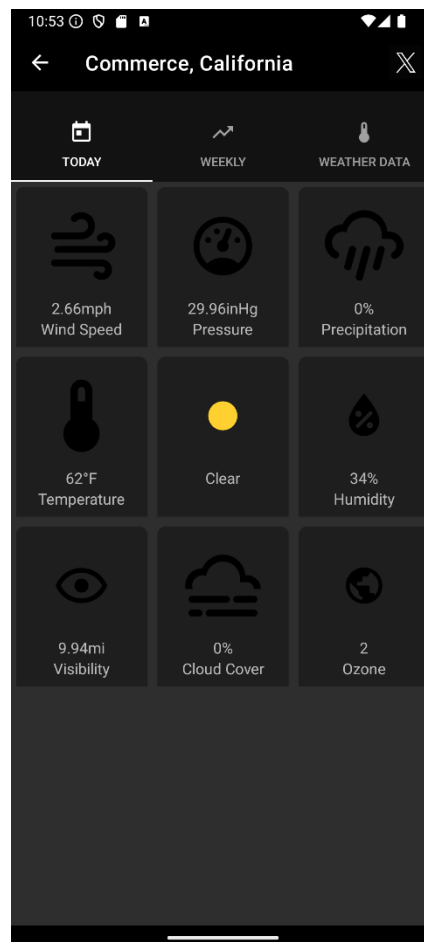 10:53
Commerce, California
TODAY
WEEKLY
WEATHER DATA
2.66mph
Wind Speed
29.96inHg
Pressure
0%
Precipitation
62°F
Temperature
Clear
34%
Humidity
9.94mi
Visibility
0%
Cloud Cover
2
Ozone